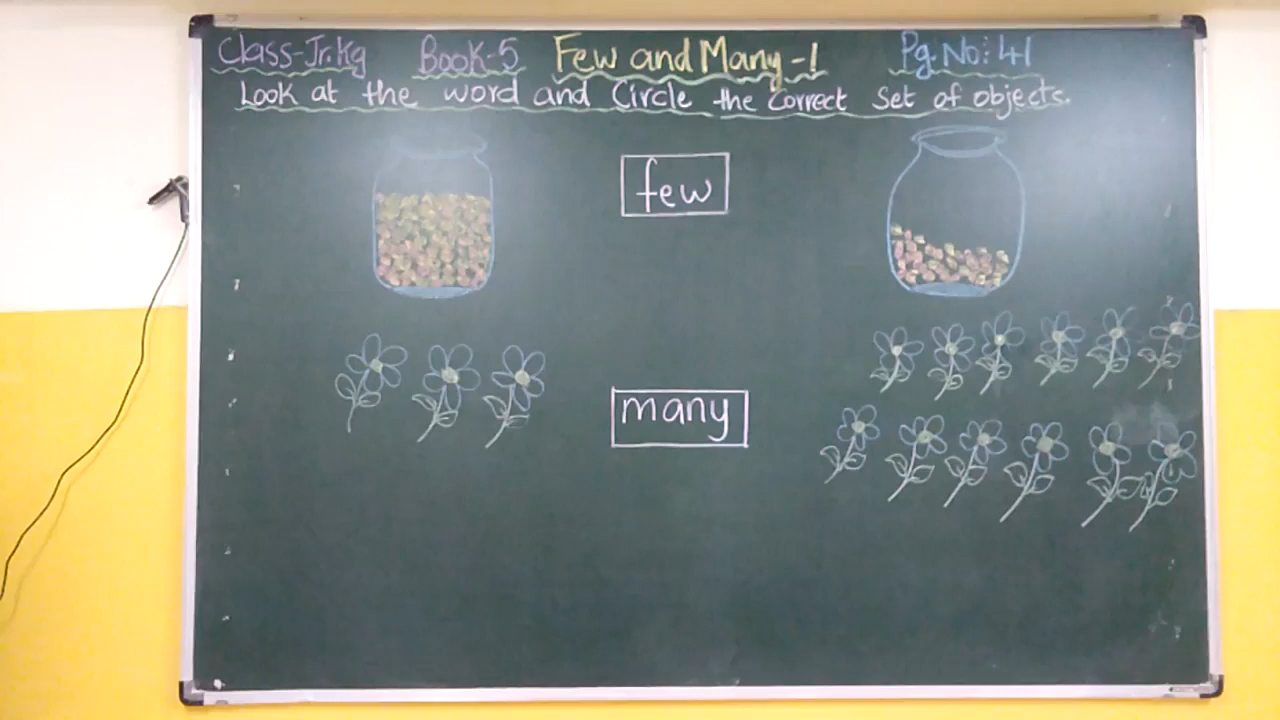 Class-Jr.Kg Book-5 Few and Many-1 Pg.No:41
Look at the word and Circle the Correct Set of objects.
few
many